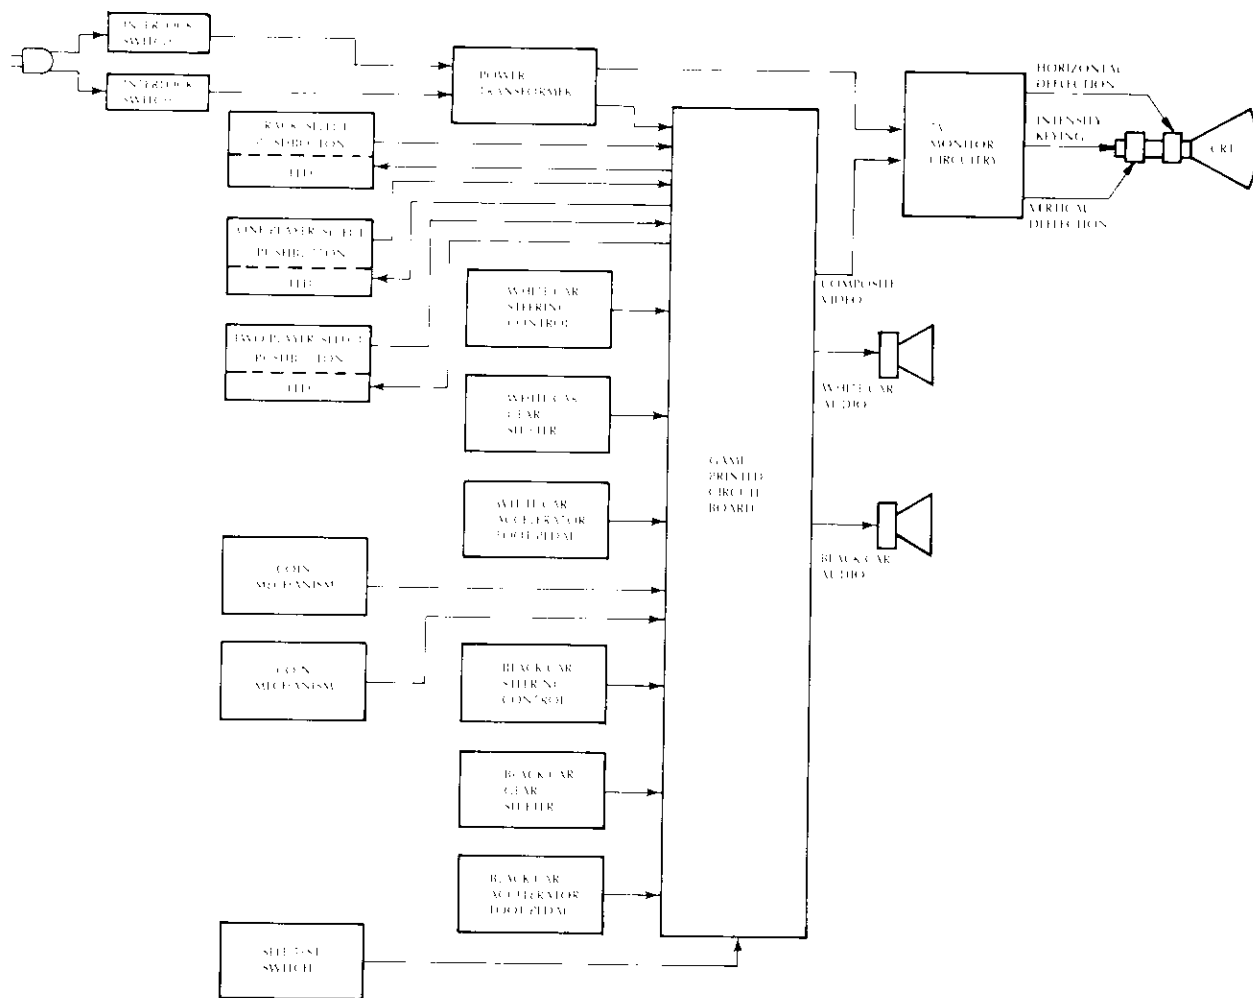 INTERLOCK
SWITCH
INTERLOCK
SWITCH
POWER
TRANSFORMER
TRACK SELECT
PUSHBUTTON
LED
ONE-PLAYER SELECT
PUSHBUTTON
LED
TWO-PLAYER SELECT
PUSHBUTTON
LED
WHITE CAR
STEERING
CONTROL
WHITE CAR
GEAR
SHIFTER
WHITE CAR
ACCELERATOR
FOOT PEDAL
COIN
MECHANISM
COIN
MECHANISM
BLACK CAR
STEERING
CONTROL
BLACK CAR
GEAR
SHIFTER
BLACK CAR
ACCELERATOR
FOOT PEDAL
SELF-TEST
SWITCH
GAME
PRINTED
CIRCUIT
BOARD
TV
MONITOR
CIRCUITRY
HORIZONTAL
DEFLECTION
INTENSITY
KEYING
VERTICAL
DEFLECTION
CRT
COMPOSITE
VIDEO
WHITE CAR
AUDIO
BLACK CAR
AUDIO